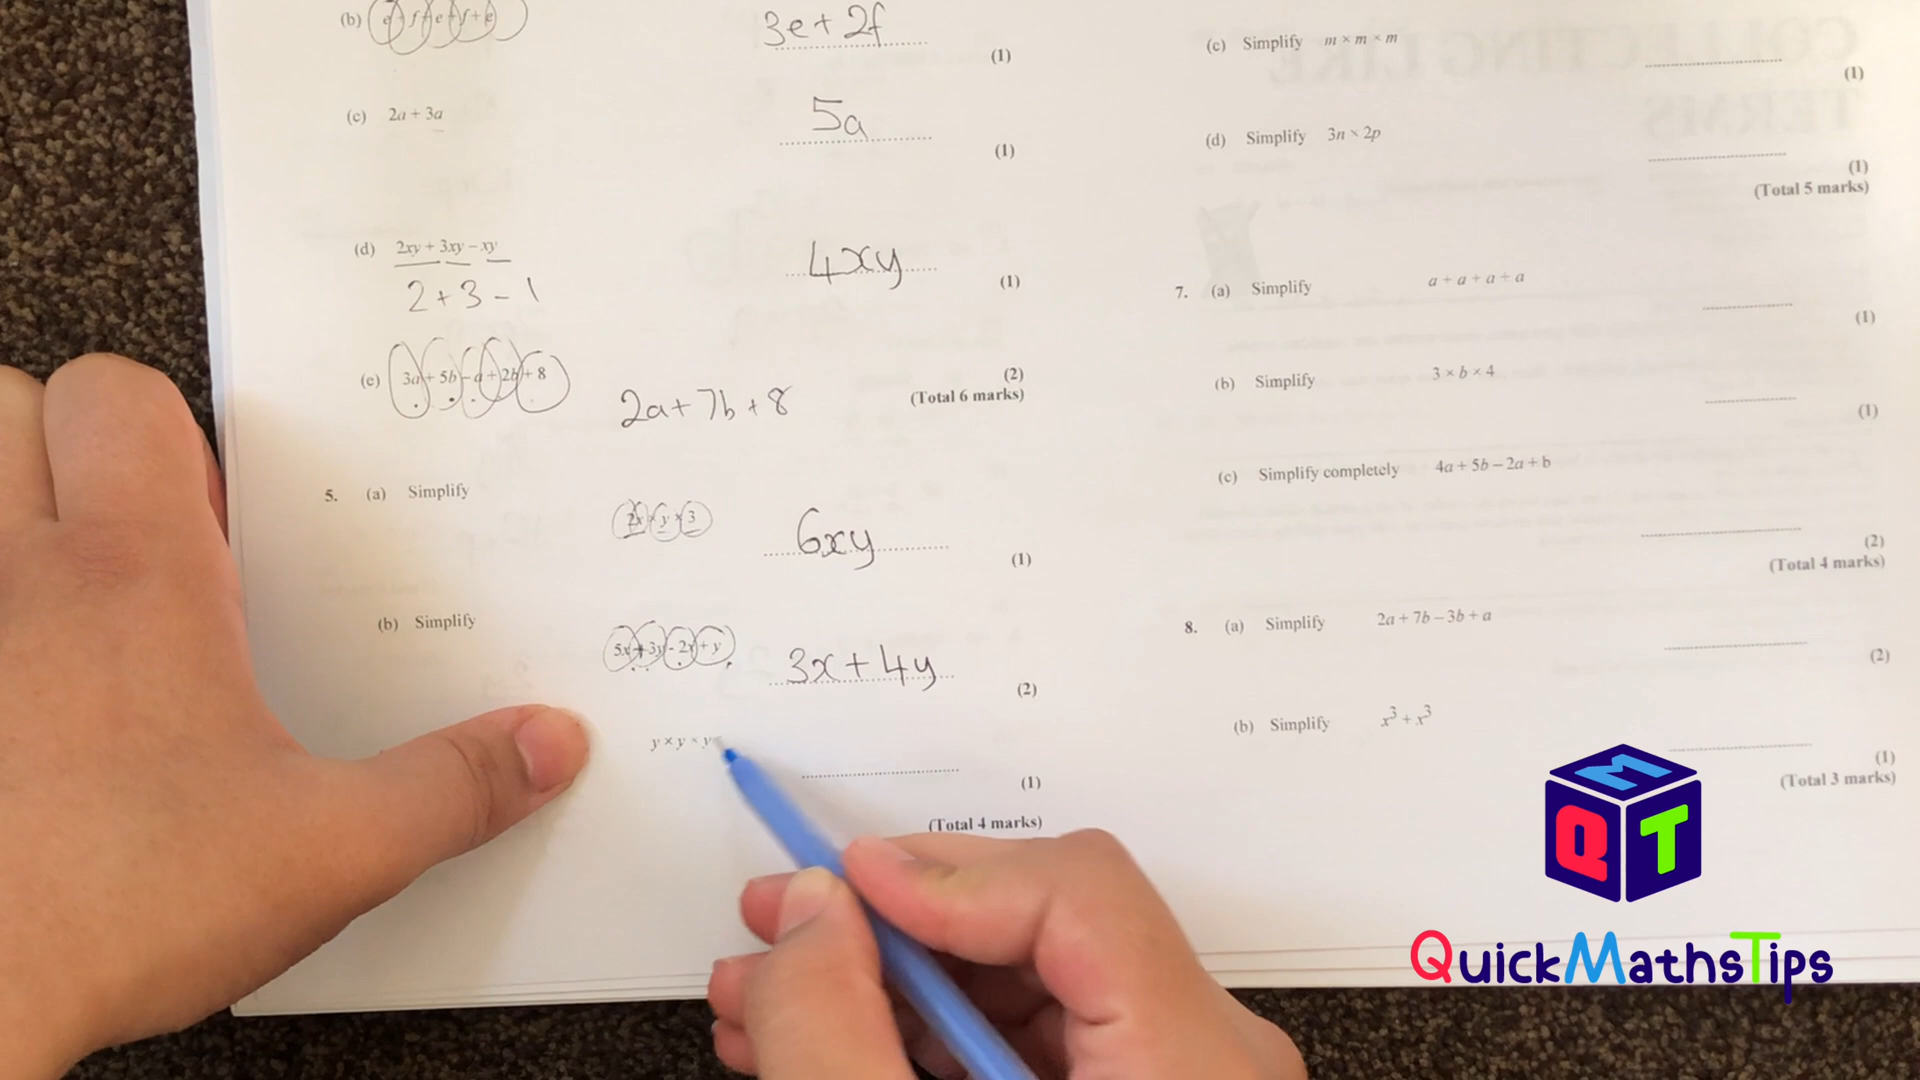 (b) e + f + e + f + e 3e + 2f
(1)
(c) 2a + 3a 5a
(1)
(d) 2xy + 3xy – xy 4xy
(1)
2 + 3 - 1
(e) 3a + 5b – a + 2b + 8 2a + 7b + 8
(2)
(Total 6 marks)
5. (a) Simplify 2x × y × 3 6xy
(1)
(b) Simplify 5x + 3y - 2x + y 3x + 4y
(2)
y × y × y
(1)
(Total 4 marks)
(c) Simplify m × m × m
(1)
(d) Simplify 3n × 2p
(1)
(Total 5 marks)
7. (a) Simplify a + a + a + a
(1)
(b) Simplify 3 × b × 4
(1)
(c) Simplify completely 4a + 5b – 2a + b
(2)
(Total 4 marks)
8. (a) Simplify 2a + 7b – 3b + a
(2)
(b) Simplify x³ + x³
(1)
(Total 3 marks)
M
Q T
QuickMathsTips
COLLECTING LIKE
TERMS